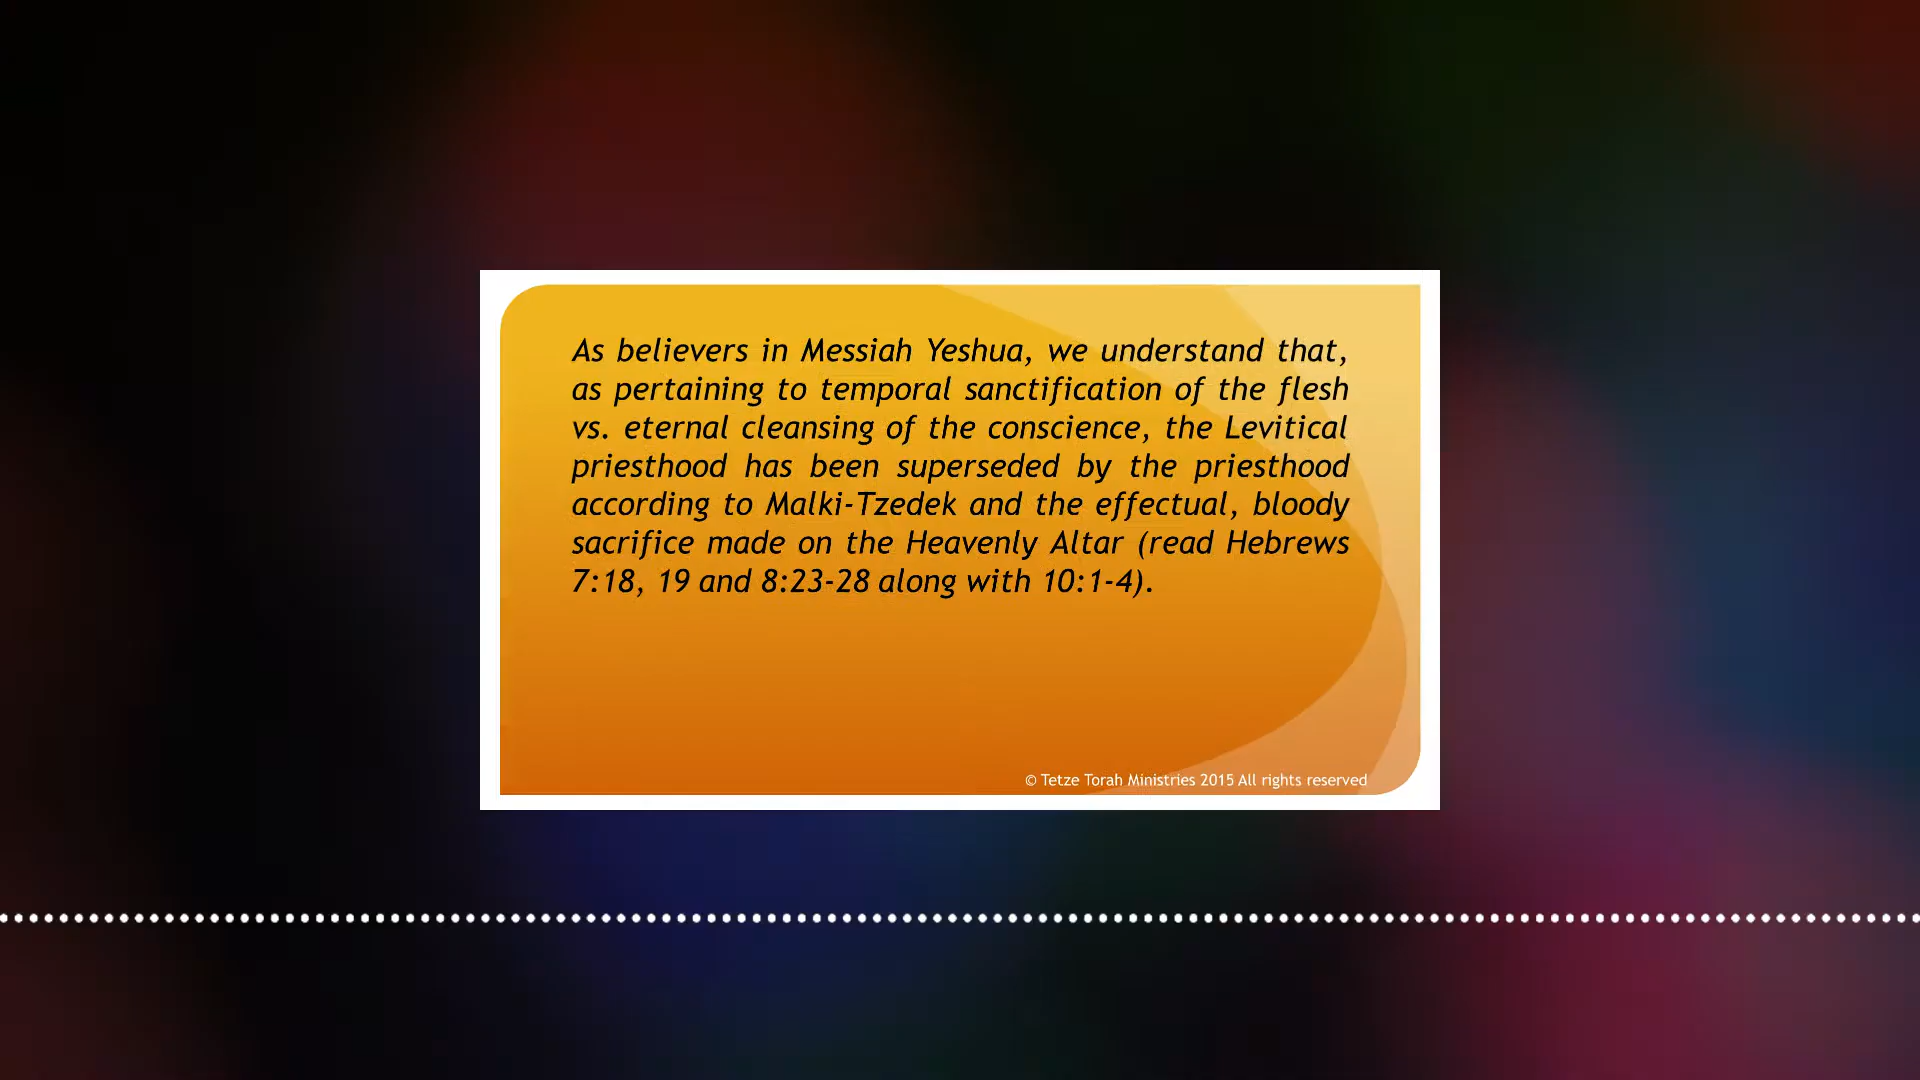 As believers in Messiah Yeshua, we understand that,
as pertaining to temporal sanctification of the flesh
vs. eternal cleansing of the conscience, the Levitical
priesthood has been superseded by the priesthood
according to Malki-Tzedek and the effectual, bloody
sacrifice made on the Heavenly Altar (read Hebrews
7:18, 19 and 8:23-28 along with 10:1-4).
© Tetze Torah Ministries 2015 All rights reserved